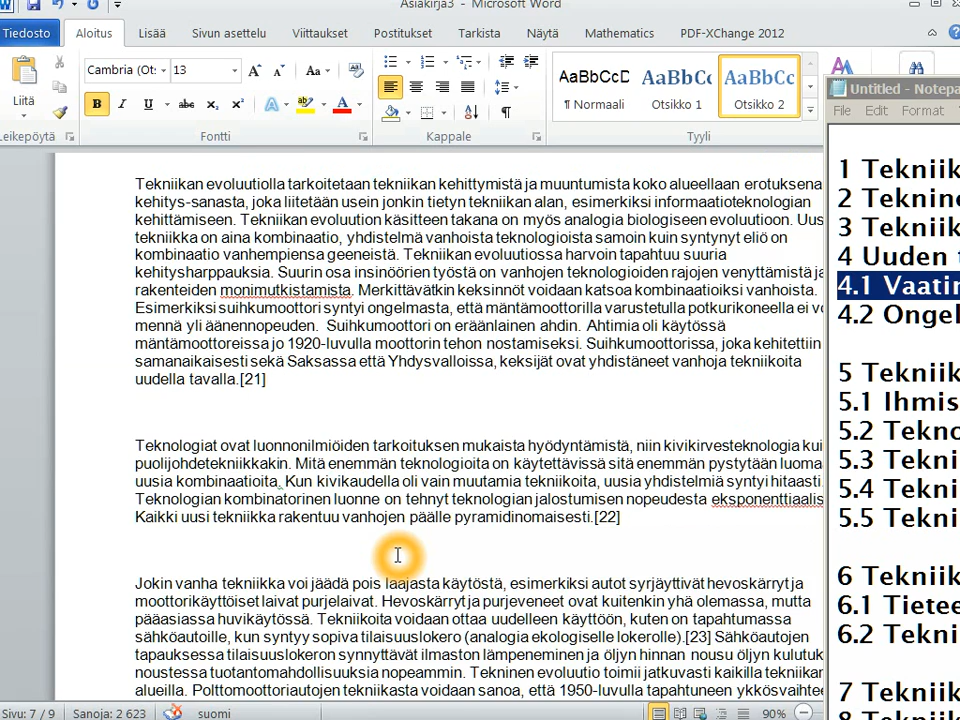 Asiakirja3 - Microsoft Word
Tiedosto Aloitus Lisää Sivun asettelu Viittaukset Postitukset Tarkista Näytä Mathematics PDF-XChange 2012
Liitä
Cambria (Ot: 13
AaBbCcD AaBbCc AaBbCc
¶ Normaali Otsikko 1 Otsikko 2
Leikepöytä Fontti Kappale Tyyli
Untitled - Notepa
File Edit Format
Tekniikan evoluutiolla tarkoitetaan tekniikan kehittymistä ja muuntumista koko alueellaan erotuksena
kehitys-sanasta, joka liitetään usein jonkin tietyn tekniikan alan, esimerkiksi informaatioteknologian
kehittämiseen. Tekniikan evoluution käsitteen takana on myös analogia biologiseen evoluutioon. Uus
tekniikka on aina kombinaatio, yhdistelmä vanhoista teknologioista samoin kuin syntynyt eliö on
kombinaatio vanhempiensa geeneistä. Tekniikan evoluutiossa harvoin tapahtuu suuria
kehitysharppauksia. Suurin osa insinöörien työstä on vanhojen teknologioiden rajojen venyttämistä ja
rakenteiden monimutkistamista. Merkittävätkin keksinnöt voidaan katsoa kombinaatioiksi vanhoista.
Esimerkiksi suihkumoottori syntyi ongelmasta, että mäntämoottorilla varustetulla potkurikoneella ei vo
mennä yli äänennopeuden. Suihkumoottori on eräänlainen ahdin. Ahtimia oli käytössä
mäntämoottoreissa jo 1920-luvulla moottorin tehon nostamiseksi. Suihkumoottorissa, joka kehitettiin
samanaikaisesti sekä Saksassa että Yhdysvalloissa, keksijät ovat yhdistäneet vanhoja tekniikoita
uudella tavalla.[21]
Teknologiat ovat luonnonilmiöiden tarkoituksen mukaista hyödyntämistä, niin kivikirvesteknologia kui
puolijohdetekniikkakin. Mitä enemmän teknologioita on käytettävissä sitä enemmän pystytään luoma
uusia kombinaatioita. Kun kivikaudella oli vain muutamia tekniikoita, uusia yhdistelmiä syntyi hitaasti.
Teknologian kombinatorinen luonne on tehnyt teknologian jalostumisen nopeudesta eksponenttiaalis
Kaikki uusi tekniikka rakentuu vanhojen päälle pyramidinomaisesti.[22]
Jokin vanha tekniikka voi jäädä pois laajasta käytöstä, esimerkiksi autot syrjäyttivät hevoskärryt ja
moottorikäyttöiset laivat purjelaivat. Hevoskärryt ja purjeveneet ovat kuitenkin yhä olemassa, mutta
pääasiassa huvikäytössä. Tekniikoita voidaan ottaa uudelleen käyttöön, kuten on tapahtumassa
sähköautoille, kun syntyy sopiva tilaisuuslokero (analogia ekologiselle lokerolle).[23] Sähköautojen
tapauksessa tilaisuuslokeron synnyttävät ilmaston lämpeneminen ja öljyn hinnan nousu öljyn kulutuk
noustessa tuotantomahdollisuuksia nopeammin. Tekninen evoluutio toimii jatkuvasti kaikilla tekniikan
alueilla. Polttomoottoriautojen tekniikasta voidaan sanoa, että 1950-luvulla tapahtuneen ykkösvaihtee
1 Tekniik
2 Teknine
3 Tekniik
4 Uuden t
4.1 Vaatin
4.2 Ongel
5 Tekniik
5.1 Ihmis
5.2 Tekno
5.3 Tekni
5.4 Tekni
5.5 Tekni
6 Tekniik
6.1 Tietee
6.2 Tekni
7 Tekniik
8 Tekniik
Sivu: 7 / 9 Sanoja: 2 623 suomi 90%